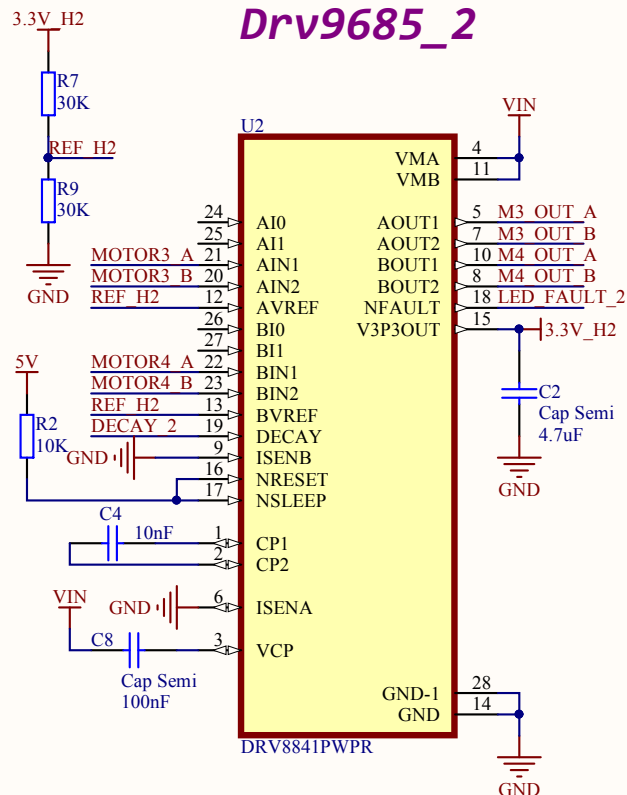 Drv9685_2
3.3V_H2
R7
30K
REF_H2
R9
30K
GND
U2
VIN
VMA 4
VMB 11
24 AI0
25 AI1
MOTOR3_A 21 AIN1
MOTOR3_B 20 AIN2
REF_H2 12 AVREF
26 BI0
27 BI1
MOTOR4_A 22 BIN1
MOTOR4_B 23 BIN2
REF_H2 13 BVREF
DECAY_2 19 DECAY
GND 9 ISENB
16 NRESET
17 NSLEEP
5V
R2
10K
AOUT1 5 M3_OUT_A
AOUT2 7 M3_OUT_B
BOUT1 10 M4_OUT_A
BOUT2 8 M4_OUT_B
NFAULT 18 LED_FAULT_2
V3P3OUT 15 3.3V_H2
C2
Cap Semi
4.7uF
GND
C4
10nF
1 CP1
2 CP2
GND 6 ISENA
VIN
C8
Cap Semi
100nF
3 VCP
GND-1 28
GND 14
GND
DRV8841PWPR